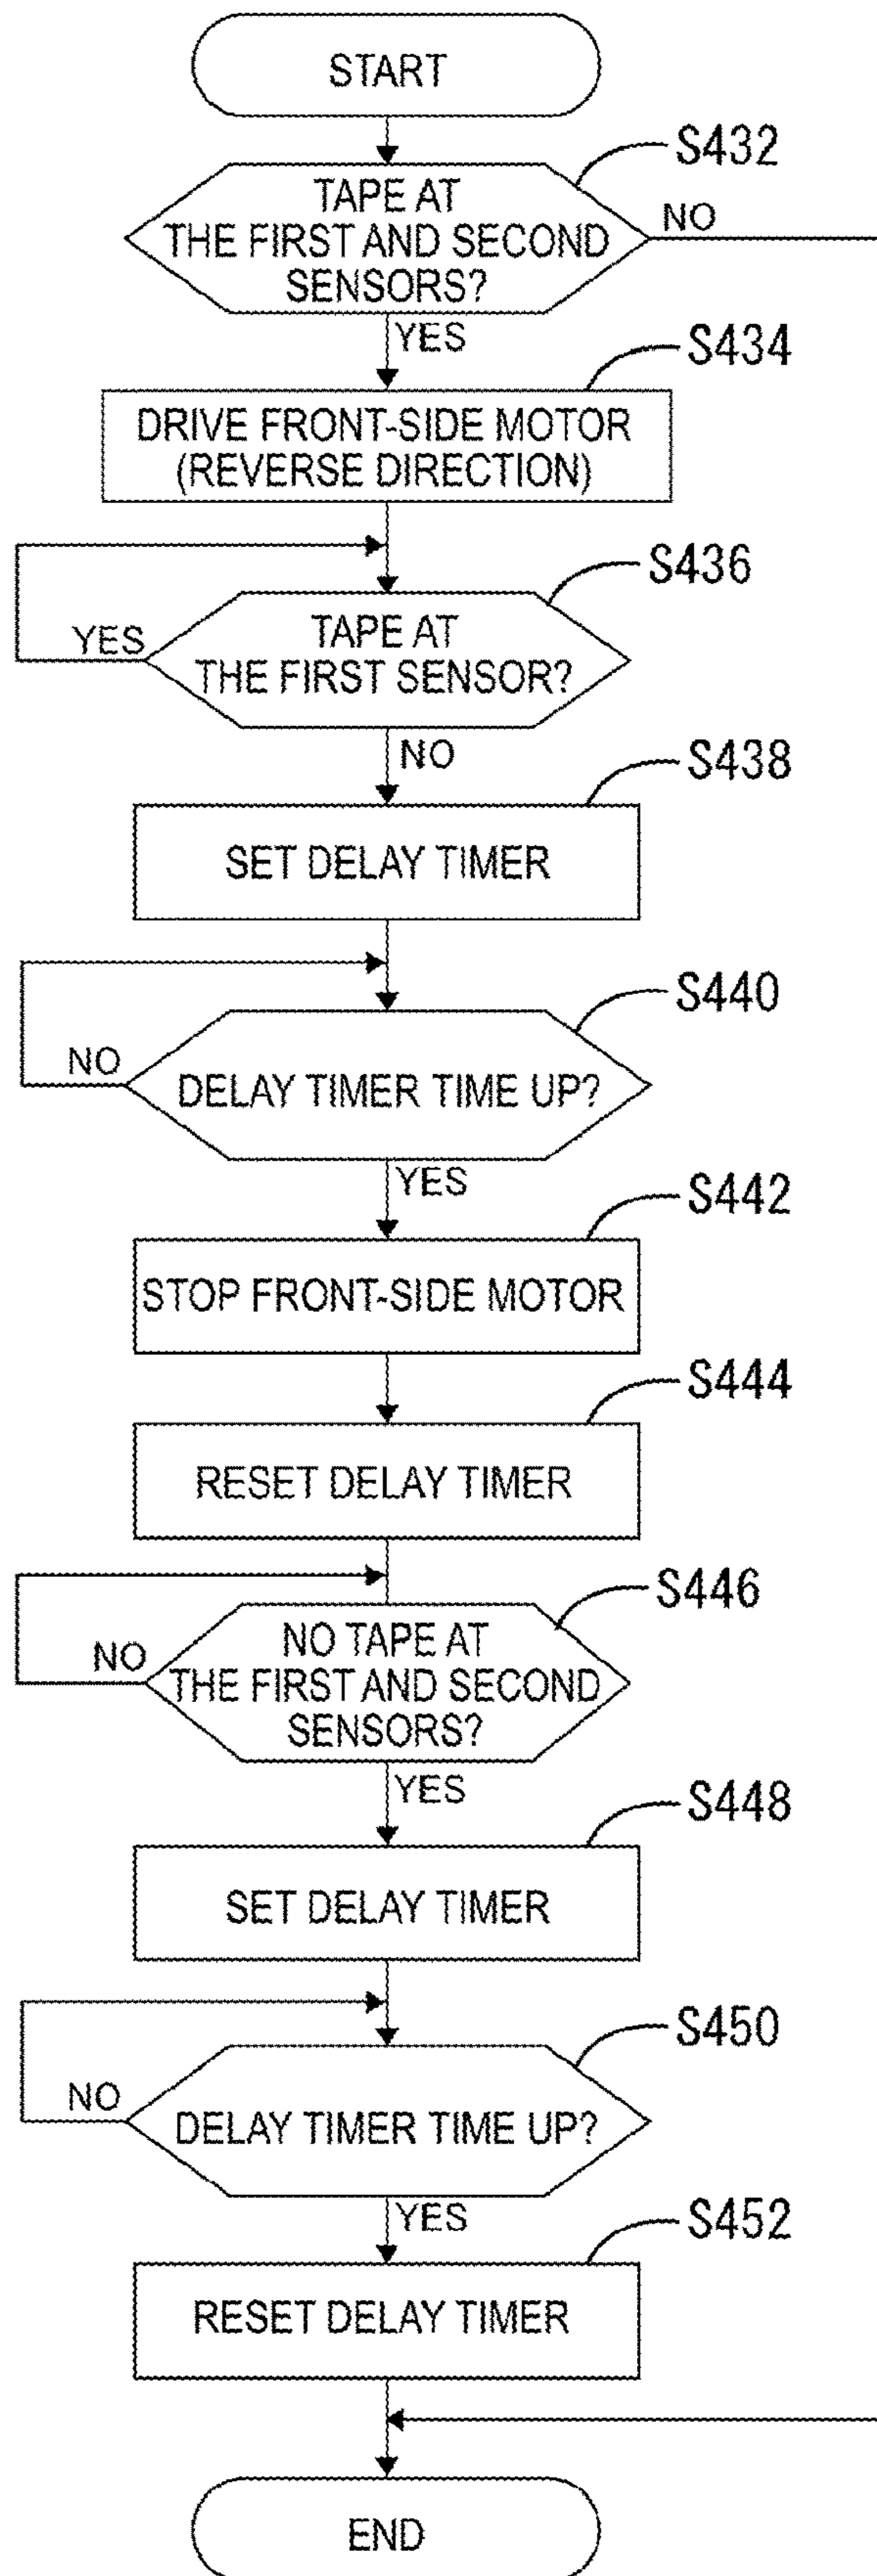 START
S432
TAPE AT
THE FIRST AND SECOND
SENSORS?
NO
YES
S434
DRIVE FRONT-SIDE MOTOR
(REVERSE DIRECTION)
S436
TAPE AT
THE FIRST SENSOR?
YES
NO
S438
SET DELAY TIMER
S440
DELAY TIMER TIME UP?
NO
YES
S442
STOP FRONT-SIDE MOTOR
S444
RESET DELAY TIMER
S446
NO TAPE AT
THE FIRST AND SECOND
SENSORS?
NO
YES
S448
SET DELAY TIMER
S450
DELAY TIMER TIME UP?
NO
YES
S452
RESET DELAY TIMER
END